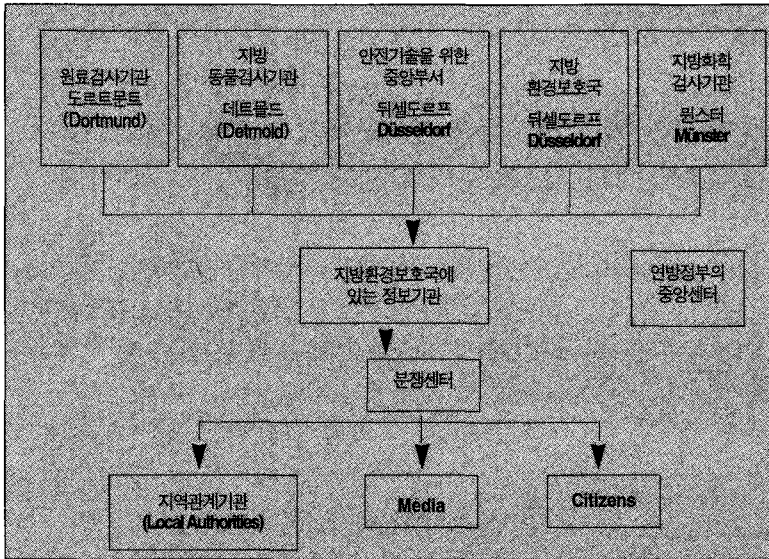 원료검사기관
도르트문트
(Dortmund)
지방
동물검사기관
데트몰드
(Detmold)
안전기술을 위한
중앙부서
뒤셀도르프
Düsseldorf
지방
환경보호국
뒤셀도르프
Düsseldorf
지방화학
검사기관
뮌스터
Münster
지방환경보호국에
있는 정보기관
연방정부의
중앙센터
분쟁센터
지역관계기관
(Local Authorities)
Media
Citizens